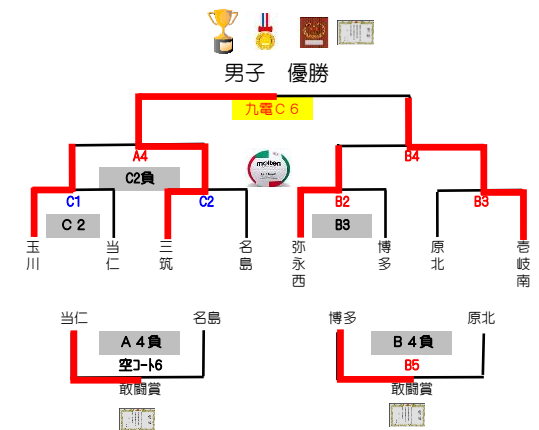 男子 優勝
九電Ｃ６
A4
B4
C2負
molten
C1
C2
B2
B3
Ｃ２
B3
玉川
当仁
三筑
名島
弥永西
博多
原北
壱岐南
当仁
名島
博多
原北
Ａ４負
Ｂ４負
空ｺｰﾄ6
B5
敢闘賞
敢闘賞